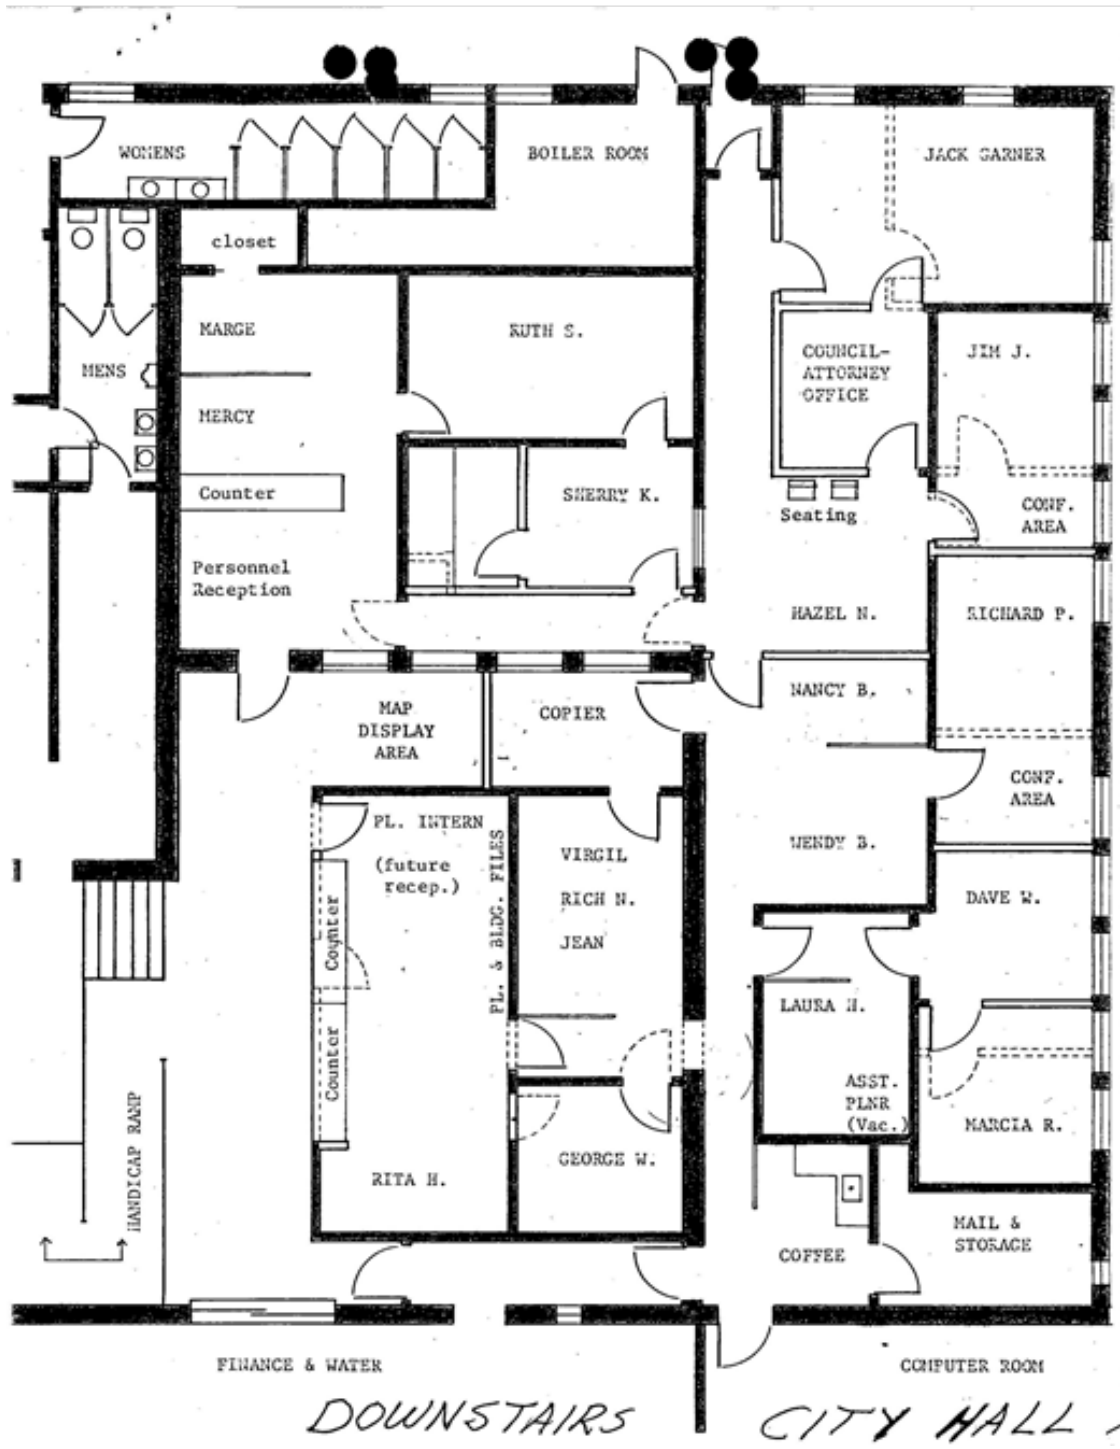 WOMENS
BOILER ROOM
JACK GARNER
closet
MARGE
RUTH S.
COUNCIL-
ATTORNEY
OFFICE
JIM J.
MENS
MERCY
Counter
SHERRY K.
Seating
CONF.
AREA
Personnel
Reception
HAZEL N.
RICHARD P.
MAP
DISPLAY
AREA
COPIER
NANCY B.
CONF.
AREA
PL. INTERN
(future
recep.)
PL. & BLDG. FILES
VIRGIL
RICH N.
JEAN
WENDY B.
DAVE W.
Counter
Counter
LAURA H.
ASST.
PLNR
(Vac.)
MARCIA R.
HANDICAP RAMP
RITA H.
GEORGE W.
COFFEE
MAIL &
STORAGE
FINANCE & WATER
COMPUTER ROOM
DOWNSTAIRS CITY HALL